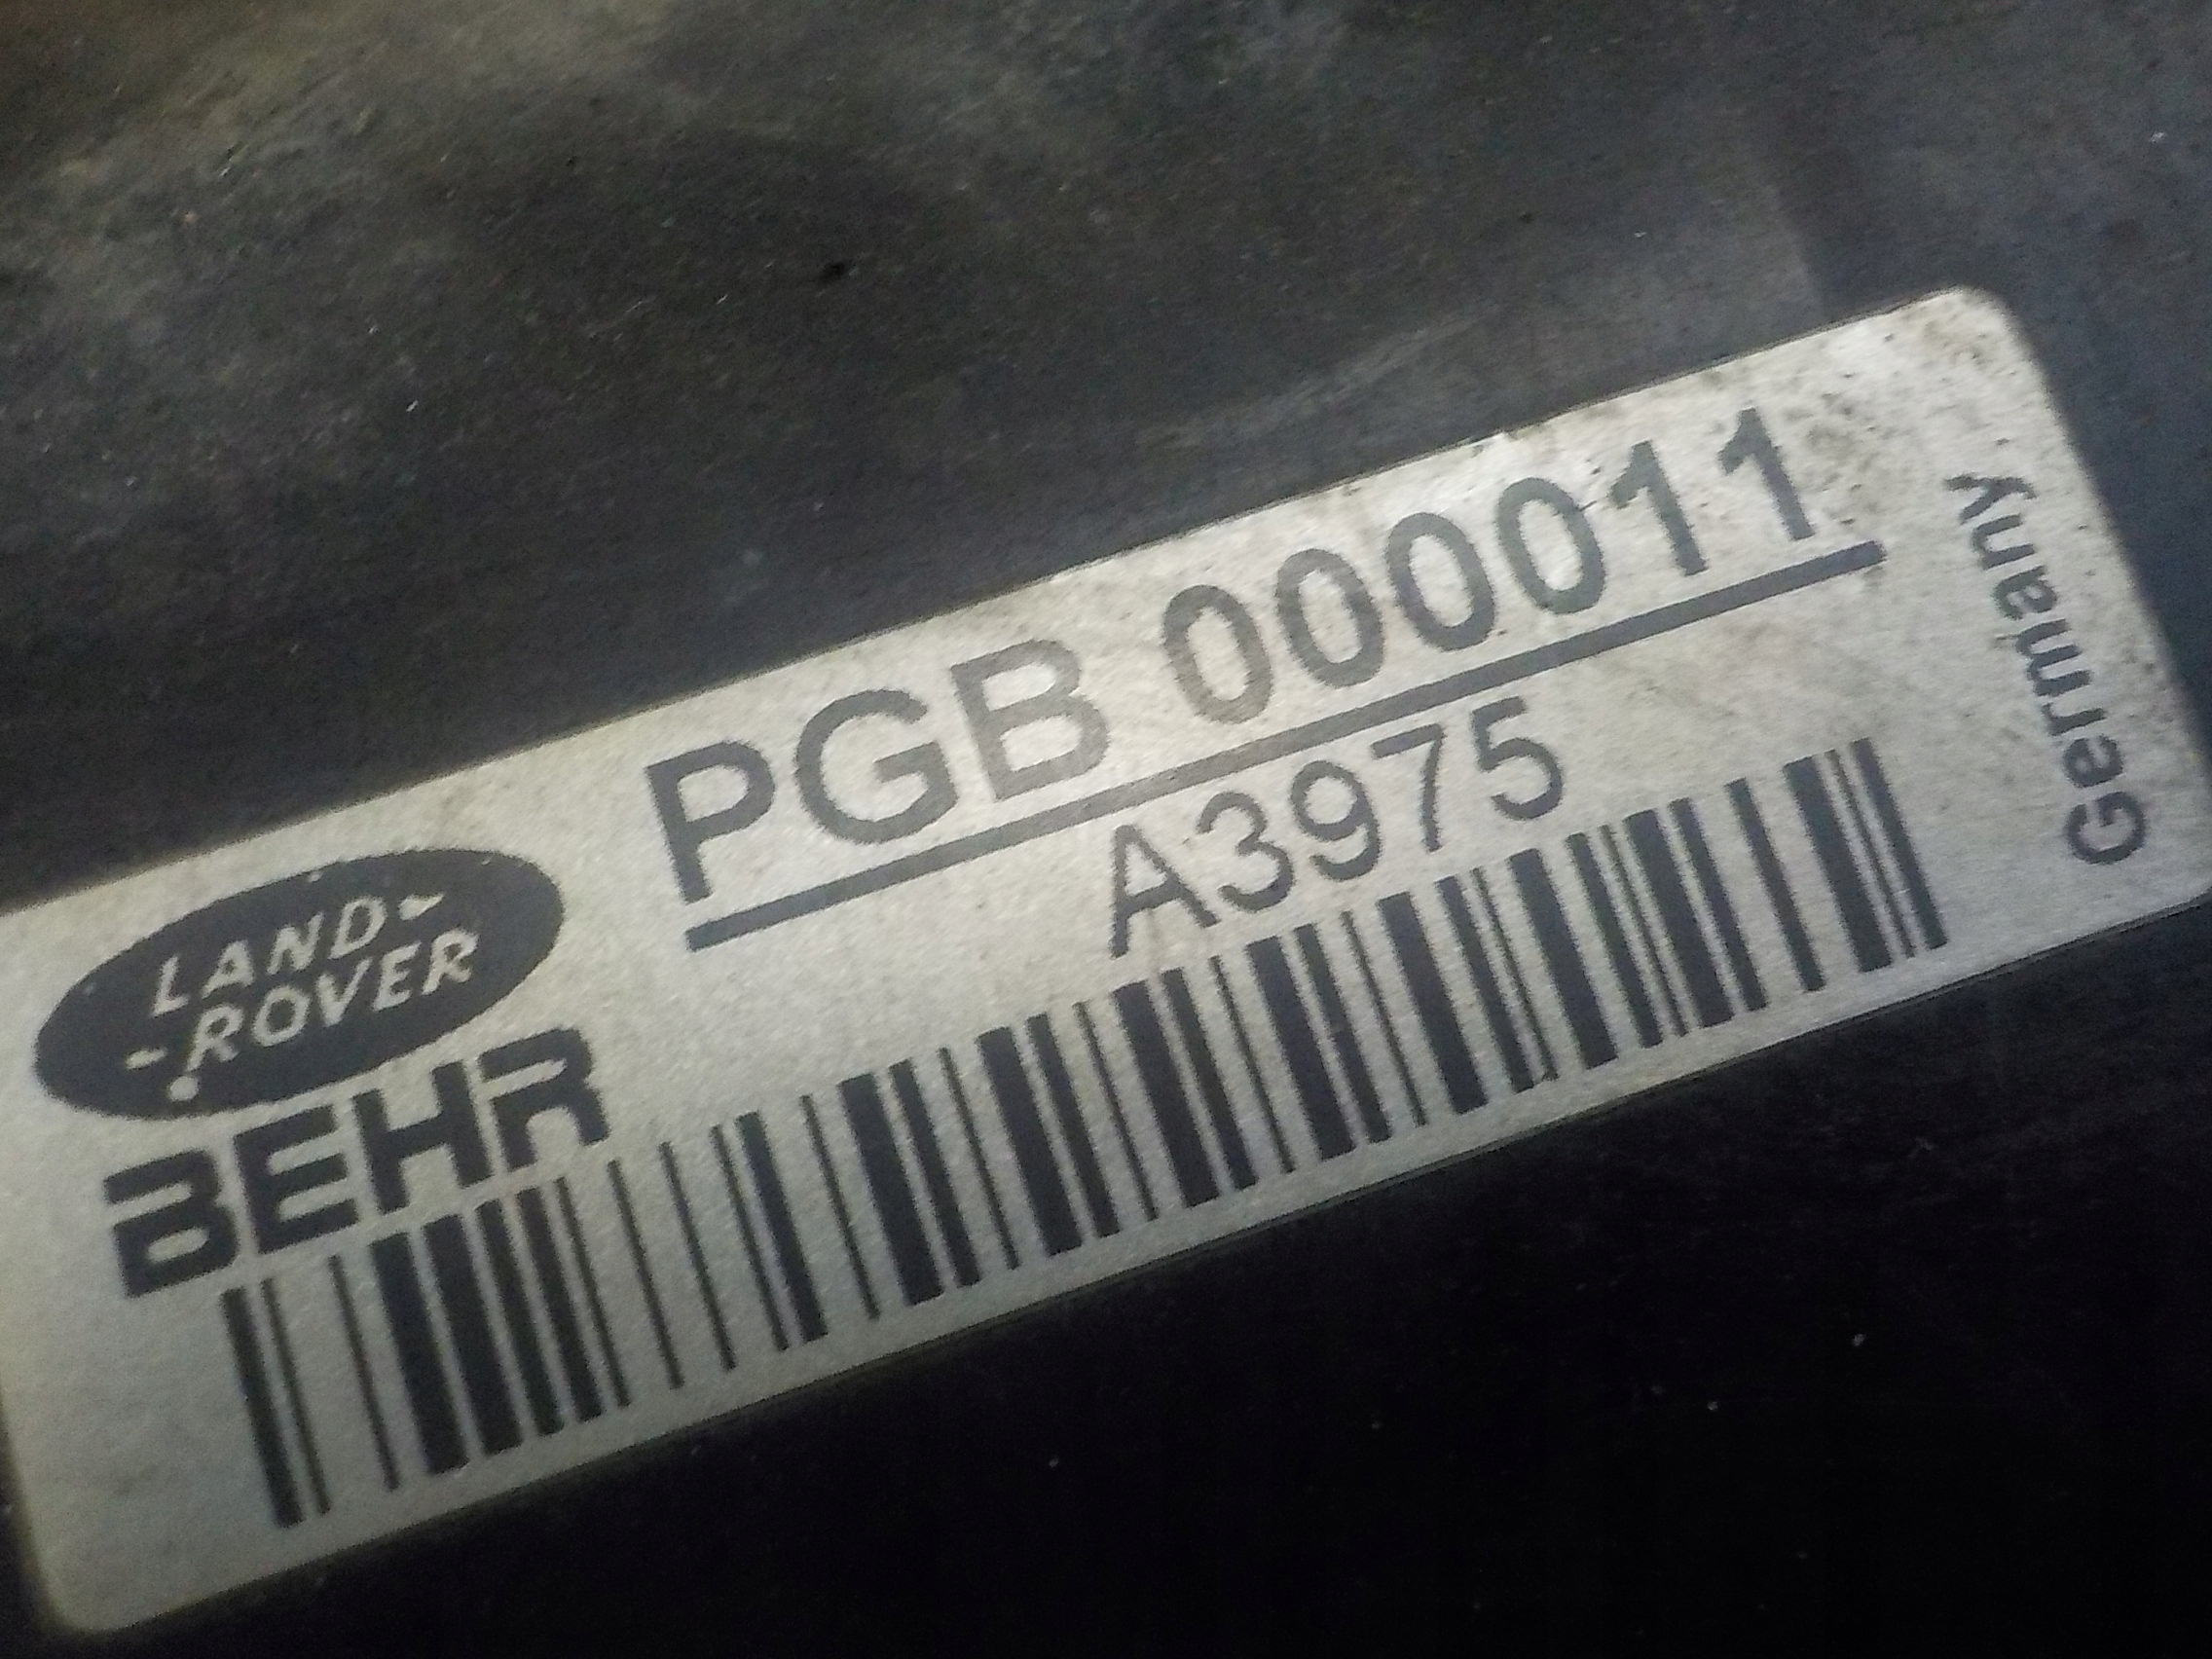 PGB 000011
A3975
LAND-
-ROVER
BEHR
Germany